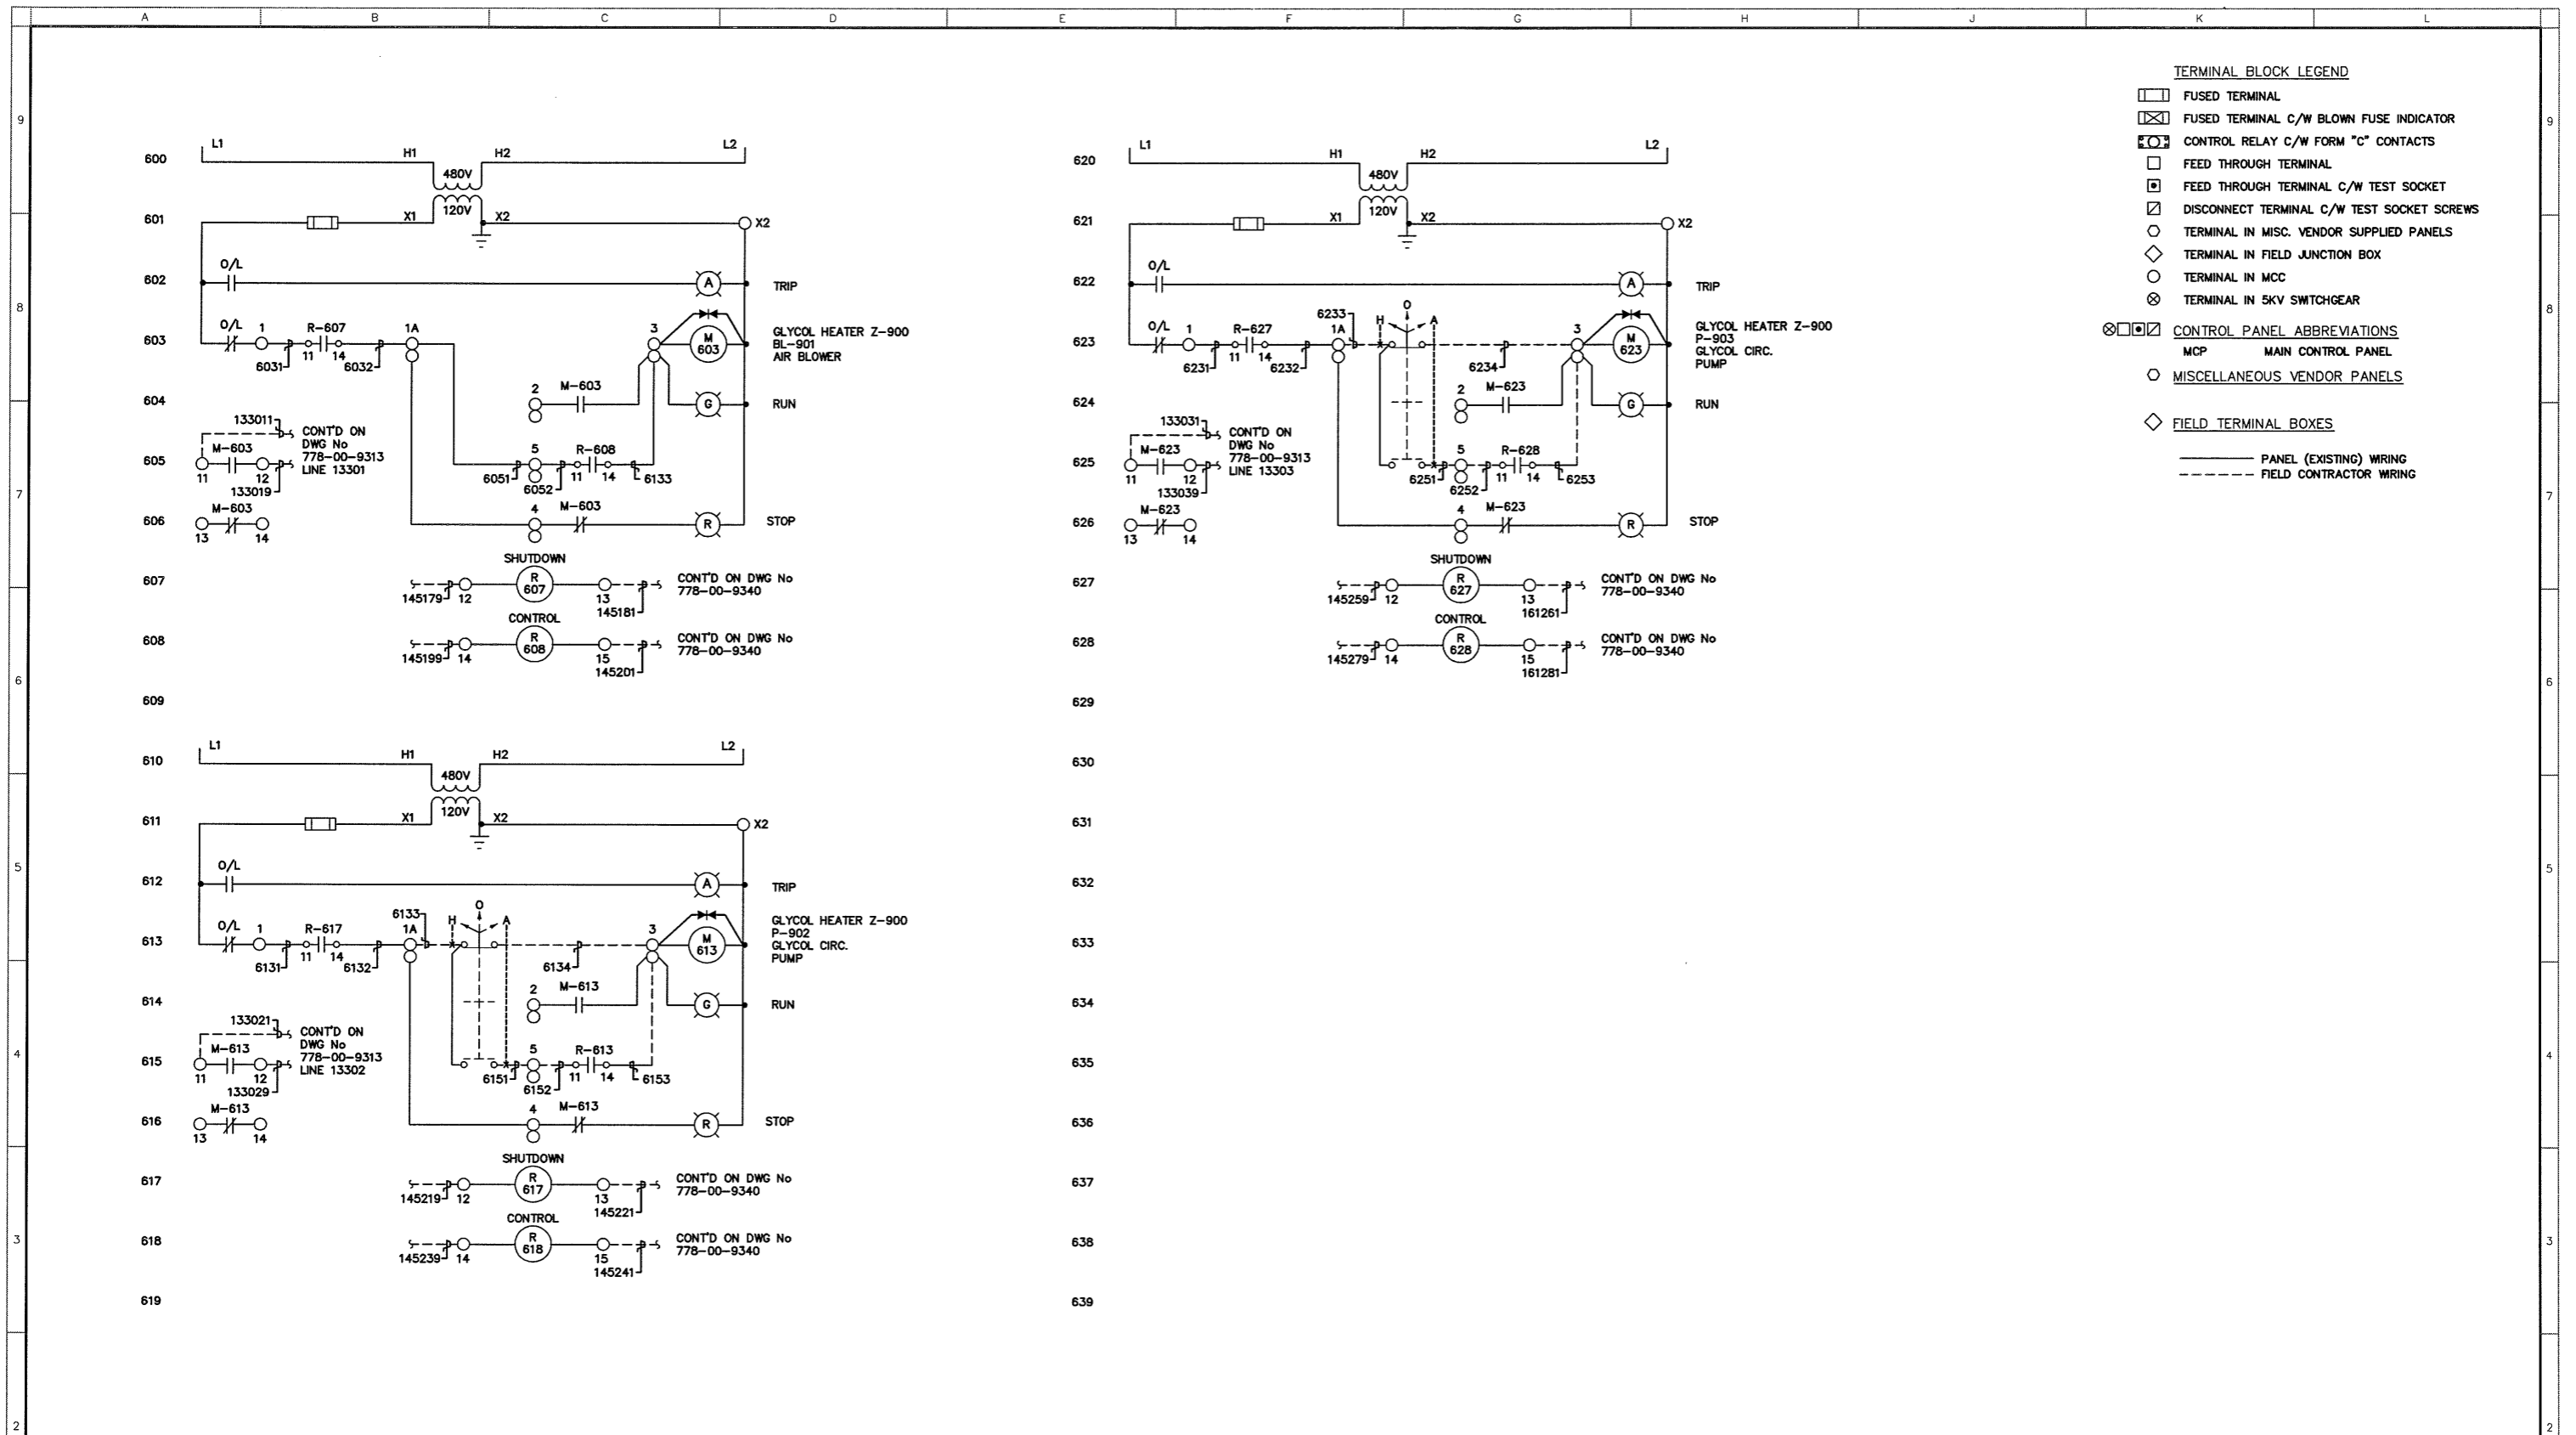 A B C D E F G H J K L
9
8
7
6
5
4
3
2
9
8
7
6
5
4
3
2
600
L1 H1 H2 L2
480V
120V
601
X1 X2 X2
602
O/L
A
TRIP
603
O/L 1 R-607 1A 3
M
603
6031 11 14 6032
GLYCOL HEATER Z-900
BL-901
AIR BLOWER
604
2 M-603
G
RUN
133011
CONT'D ON
DWG No
778-00-9313
LINE 13301
605
M-603
11 12
133019
5 R-608
6051 6052 11 14 6133
606
M-603
13 14
4 M-603
R
STOP
607
SHUTDOWN
R
607
145179 12 13
145181
CONT'D ON DWG No
778-00-9340
608
CONTROL
R
608
145199 14 15
145201
CONT'D ON DWG No
778-00-9340
609
610
L1 H1 H2 L2
480V
120V
611
X1 X2 X2
612
O/L
A
TRIP
613
O/L 1 R-617 6133 1A H O A 3
M
613
6131 11 14 6132 6134
GLYCOL HEATER Z-900
P-902
GLYCOL CIRC.
PUMP
614
2 M-613
G
RUN
133021
CONT'D ON
DWG No
778-00-9313
LINE 13302
615
M-613
11 12
133029
5 R-613
6151 6152 11 14 6153
616
M-613
13 14
4 M-613
R
STOP
617
SHUTDOWN
R
617
145219 12 13
145221
CONT'D ON DWG No
778-00-9340
618
CONTROL
R
618
145239 14 15
145241
CONT'D ON DWG No
778-00-9340
619
620
L1 H1 H2 L2
480V
120V
621
X1 X2 X2
622
O/L
A
TRIP
623
O/L 1 R-627 6233 1A H O A 3
M
623
6231 11 14 6232 6234
GLYCOL HEATER Z-900
P-903
GLYCOL CIRC.
PUMP
624
2 M-623
G
RUN
133031
CONT'D ON
DWG No
778-00-9313
LINE 13303
625
M-623
11 12
133039
5 R-628
6251 6252 11 14 6253
626
M-623
13 14
4 M-623
R
STOP
627
SHUTDOWN
R
627
145259 12 13
161261
CONT'D ON DWG No
778-00-9340
628
CONTROL
R
628
145279 14 15
161281
CONT'D ON DWG No
778-00-9340
629
630
631
632
633
634
635
636
637
638
639
TERMINAL BLOCK LEGEND
FUSED TERMINAL
FUSED TERMINAL C/W BLOWN FUSE INDICATOR
CONTROL RELAY C/W FORM "C" CONTACTS
FEED THROUGH TERMINAL
FEED THROUGH TERMINAL C/W TEST SOCKET
DISCONNECT TERMINAL C/W TEST SOCKET SCREWS
TERMINAL IN MISC. VENDOR SUPPLIED PANELS
TERMINAL IN FIELD JUNCTION BOX
TERMINAL IN MCC
TERMINAL IN 5KV SWITCHGEAR
CONTROL PANEL ABBREVIATIONS
MCP MAIN CONTROL PANEL
MISCELLANEOUS VENDOR PANELS
FIELD TERMINAL BOXES
PANEL (EXISTING) WIRING
FIELD CONTRACTOR WIRING